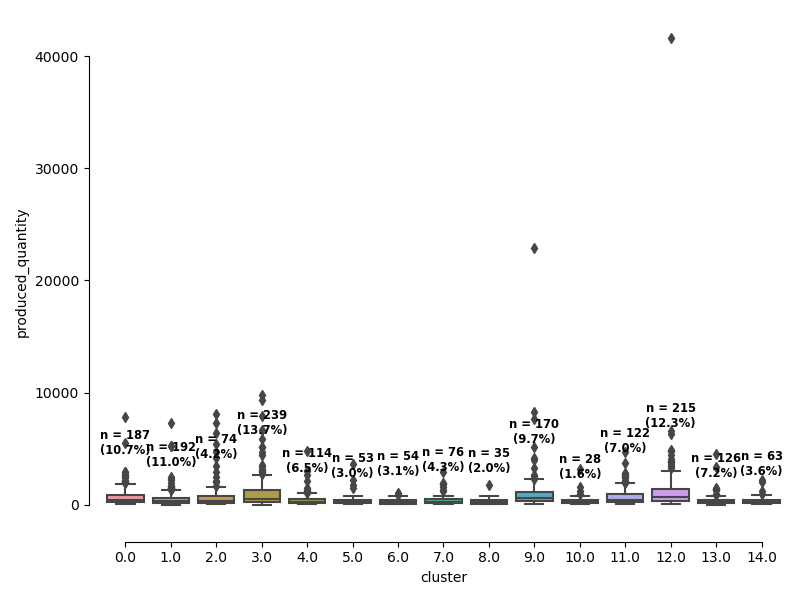 40000
30000
20000
10000
0
produced_quantity
n = 187
(10.7%)
n = 192
(11.0%)
n = 74
(4.2%)
n = 239
(13.7%)
n = 114
(6.5%)
n = 53
(3.0%)
n = 54
(3.1%)
n = 76
(4.3%)
n = 35
(2.0%)
n = 170
(9.7%)
n = 28
(1.6%)
n = 122
(7.0%)
n = 215
(12.3%)
n = 126
(7.2%)
n = 63
(3.6%)
0.0 1.0 2.0 3.0 4.0 5.0 6.0 7.0 8.0 9.0 10.0 11.0 12.0 13.0 14.0
cluster